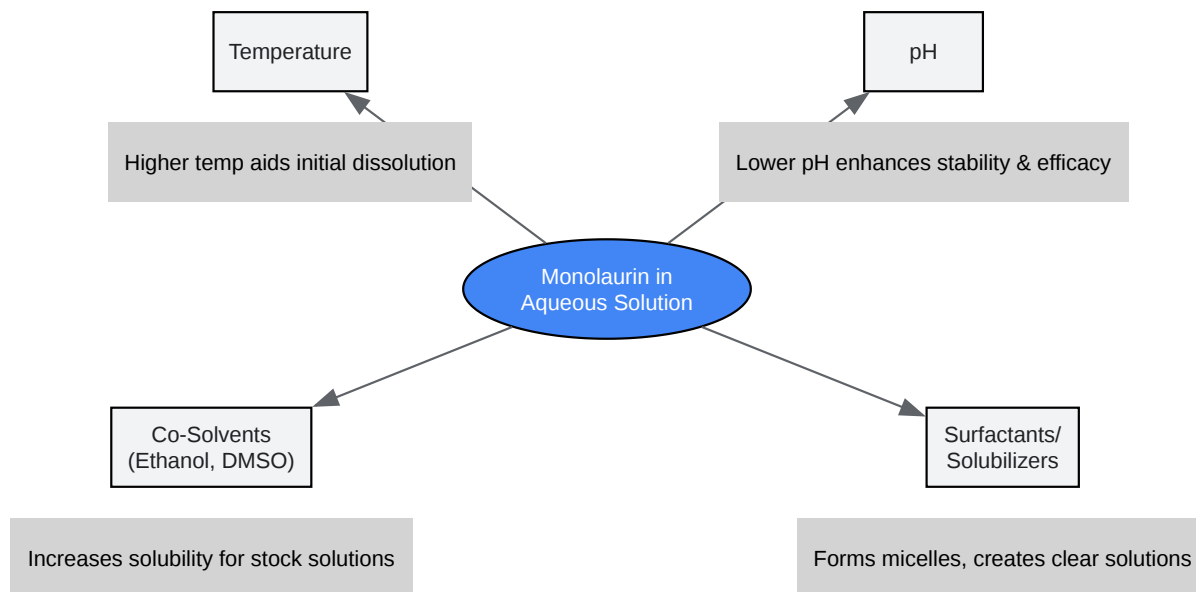 Temperature
pH
Higher temp aids initial dissolution
Lower pH enhances stability & efficacy
Monolaurin in
Aqueous Solution
Co-Solvents
(Ethanol, DMSO)
Surfactants/
Solubilizers
Increases solubility for stock solutions
Forms micelles, creates clear solutions